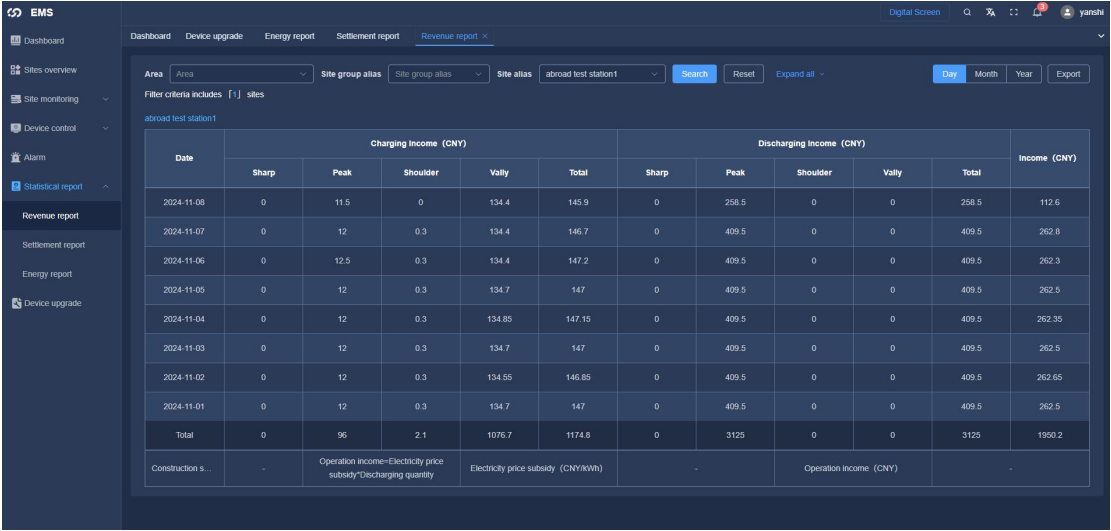 EMS
Digital Screen
3
yanshi
Dashboard
Sites overview
Site monitoring
Device control
Alarm
Statistical report
Revenue report
Settlement report
Energy report
Device upgrade
Dashboard Device upgrade Energy report Settlement report Revenue report ×
Area Area Site group alias Site group alias Site alias abroad test station1 Search Reset Expand all Day Month Year Export
Filter criteria includes 「1」 sites
abroad test station1
Date Charging Income (CNY) Discharging Income (CNY) Income (CNY)
Sharp Peak Shoulder Vally Total Sharp Peak Shoulder Vally Total
2024-11-08 0 11.5 0 134.4 145.9 0 258.5 0 0 258.5 112.6
2024-11-07 0 12 0.3 134.4 146.7 0 409.5 0 0 409.5 262.8
2024-11-06 0 12.5 0.3 134.4 147.2 0 409.5 0 0 409.5 262.3
2024-11-05 0 12 0.3 134.7 147 0 409.5 0 0 409.5 262.5
2024-11-04 0 12 0.3 134.85 147.15 0 409.5 0 0 409.5 262.35
2024-11-03 0 12 0.3 134.7 147 0 409.5 0 0 409.5 262.5
2024-11-02 0 12 0.3 134.55 146.85 0 409.5 0 0 409.5 262.65
2024-11-01 0 12 0.3 134.7 147 0 409.5 0 0 409.5 262.5
Total 0 96 2.1 1076.7 1174.8 0 3125 0 0 3125 1950.2
Construction s... - Operation income=Electricity price
subsidy*Discharging quantity
Electricity price subsidy (CNY/kWh) - Operation income (CNY) -